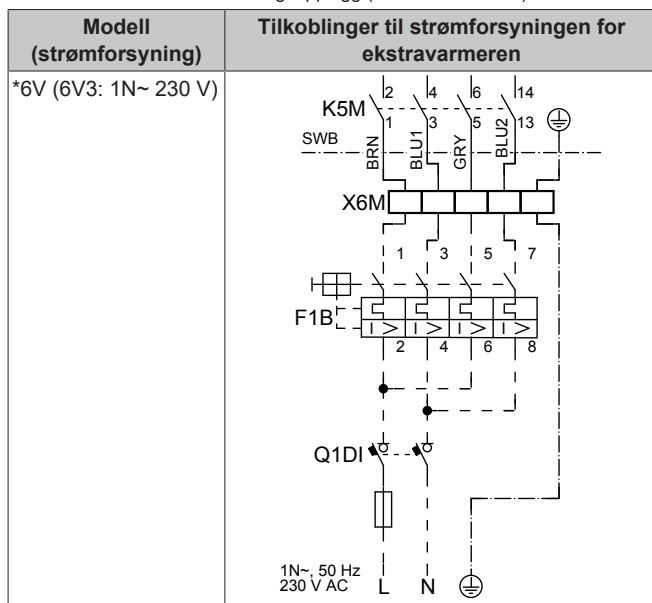 Modell
(strømforsyning)
Tilkoblinger til strømforsyningen for
ekstravarmeren
*6V (6V3: 1N~ 230 V)
2 4 6 14
K5M
1 3 5 13
SWB
BRN BLU1 GRY BLU2
X6M
1 3 5 7
F1B
I > I > I > I >
2 4 6 8
Q1DI
1N~, 50 Hz
230 V AC
L N